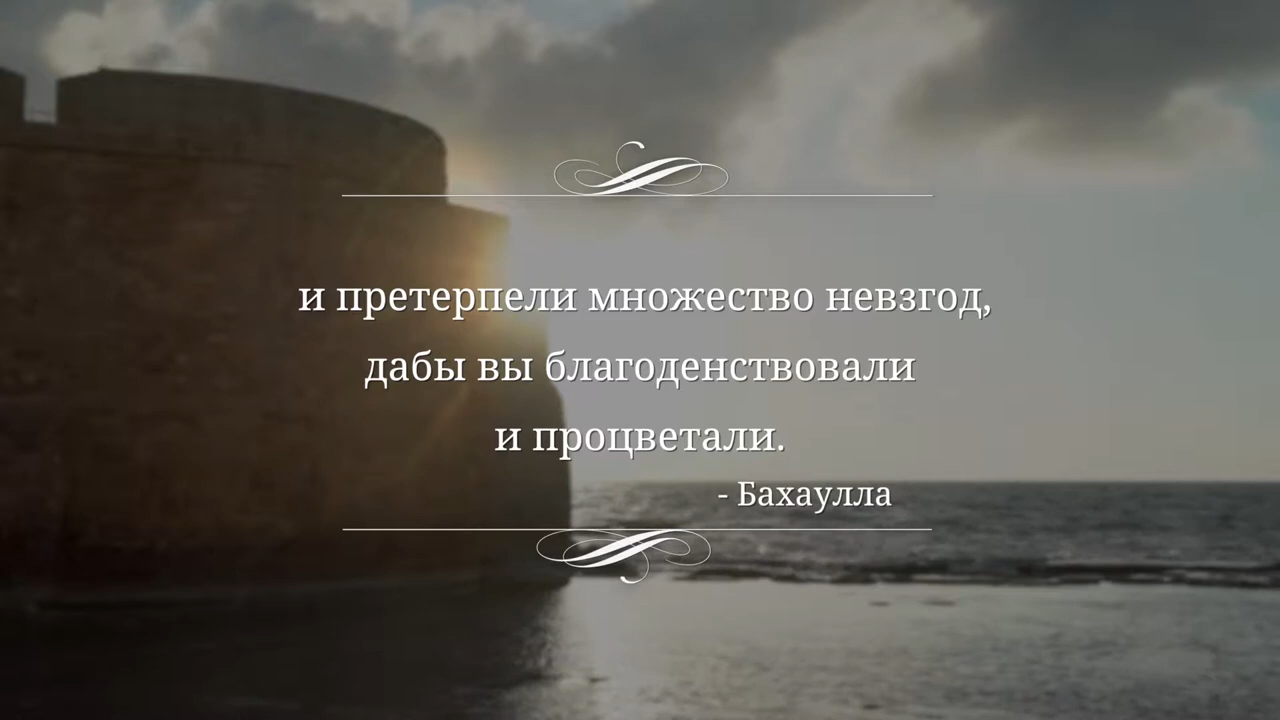 и претерпели множество невзгод,
дабы вы благоденствовали
и процветали.
- Бахаулла